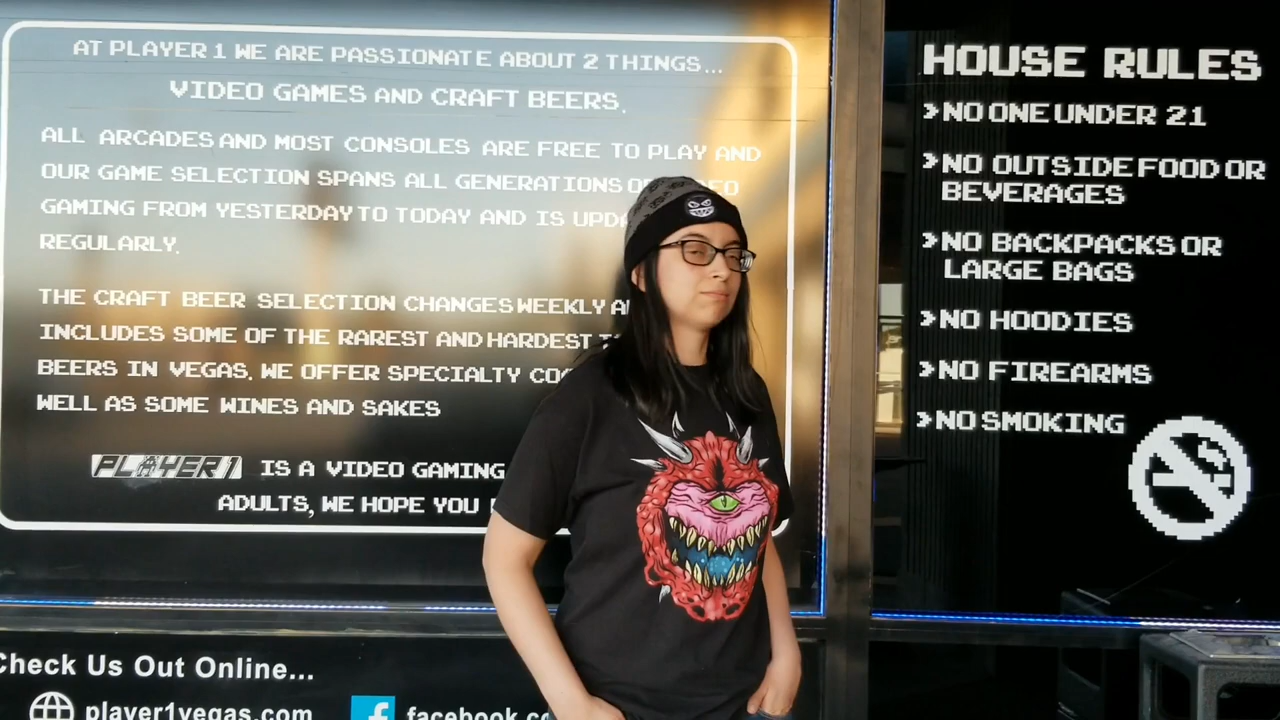 AT PLAYER 1 WE ARE PASSIONATE ABOUT 2 THINGS...
VIDEO GAMES AND CRAFT BEERS.
ALL ARCADES AND MOST CONSOLES ARE FREE TO PLAY AND
OUR GAME SELECTION SPANS ALL GENERATIONS
GAMING FROM YESTERDAY TO TODAY AND IS
REGULARLY.
THE CRAFT BEER SELECTION CHANGES WEEKLY
INCLUDES SOME OF THE RAREST AND HARDEST
BEERS IN VEGAS. WE OFFER SPECIALTY
WELL AS SOME WINES AND SAKES
PLAYER1 IS A VIDEO GAMING
ADULTS, WE HOPE YOU
Check Us Out Online...
player1vegas.com
f
HOUSE RULES
> NO ONE UNDER 21
> NO OUTSIDE FOOD OR
BEVERAGES
> NO BACKPACKS OR
LARGE BAGS
> NO HOODIES
> NO FIREARMS
> NO SMOKING